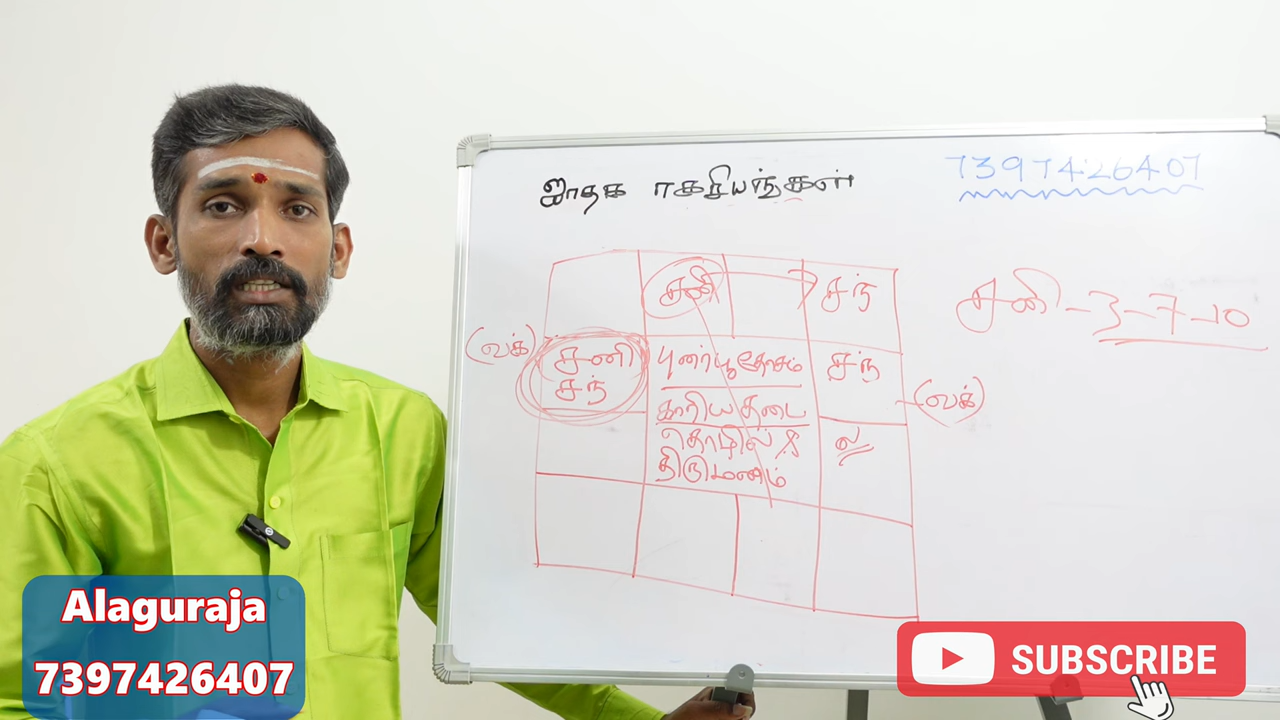 ஜாதக ரகசியங்கள்
7397426407
சனி
சந்
சனி - 3 - 7 - 10
(வக்)
சனி
சந்
புனர்பூ தோசம்
சந்
(வக்)
காரிய தடை
தொழில் &
திருமணம்
ல
Alaguraja
7397426407
SUBSCRIBE